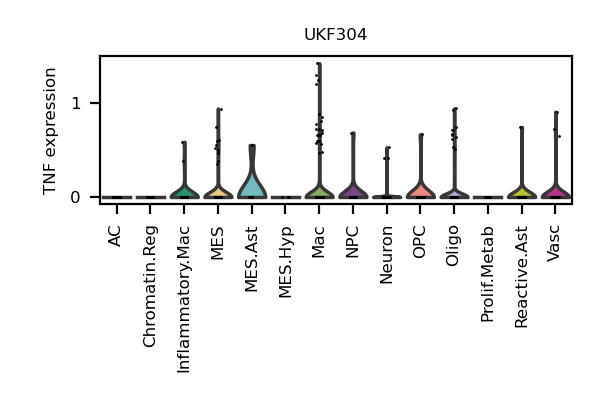 UKF304
TNF expression
1
0
AC
Chromatin.Reg
Inflammatory.Mac
MES
MES.Ast
MES.Hyp
Mac
NPC
Neuron
OPC
Oligo
Prolif.Metab
Reactive.Ast
Vasc